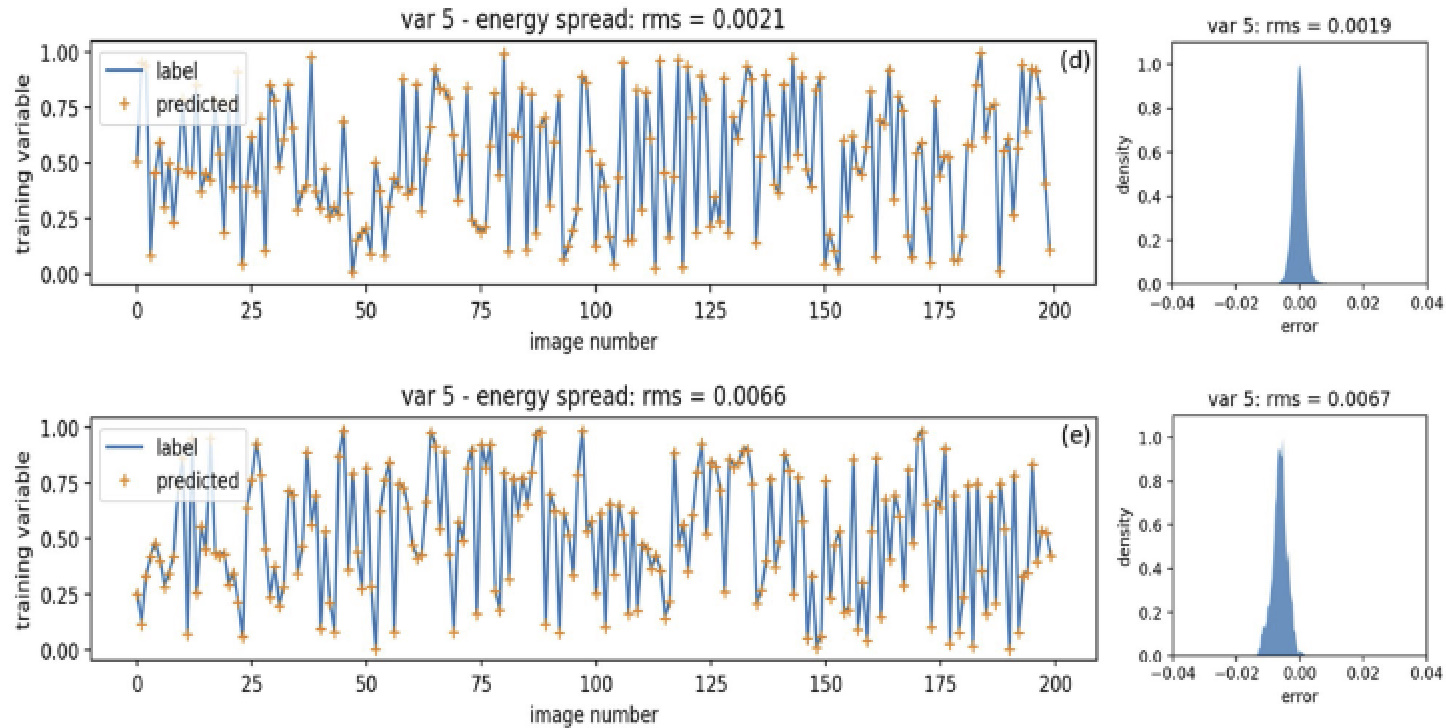 var 5 - energy spread: rms = 0.0021
training variable
1.00
0.75
0.50
0.25
0.00
label
predicted
(d)
0 25 50 75 100 125 150 175 200
image number
var 5: rms = 0.0019
density
1.0
0.8
0.6
0.4
0.2
0.0
−0.04 −0.02 0.00 0.02 0.04
error
var 5 - energy spread: rms = 0.0066
training variable
1.00
0.75
0.50
0.25
0.00
label
predicted
(e)
0 25 50 75 100 125 150 175 200
image number
var 5: rms = 0.0067
density
1.0
0.8
0.6
0.4
0.2
0.0
−0.04 −0.02 0.00 0.02 0.04
error